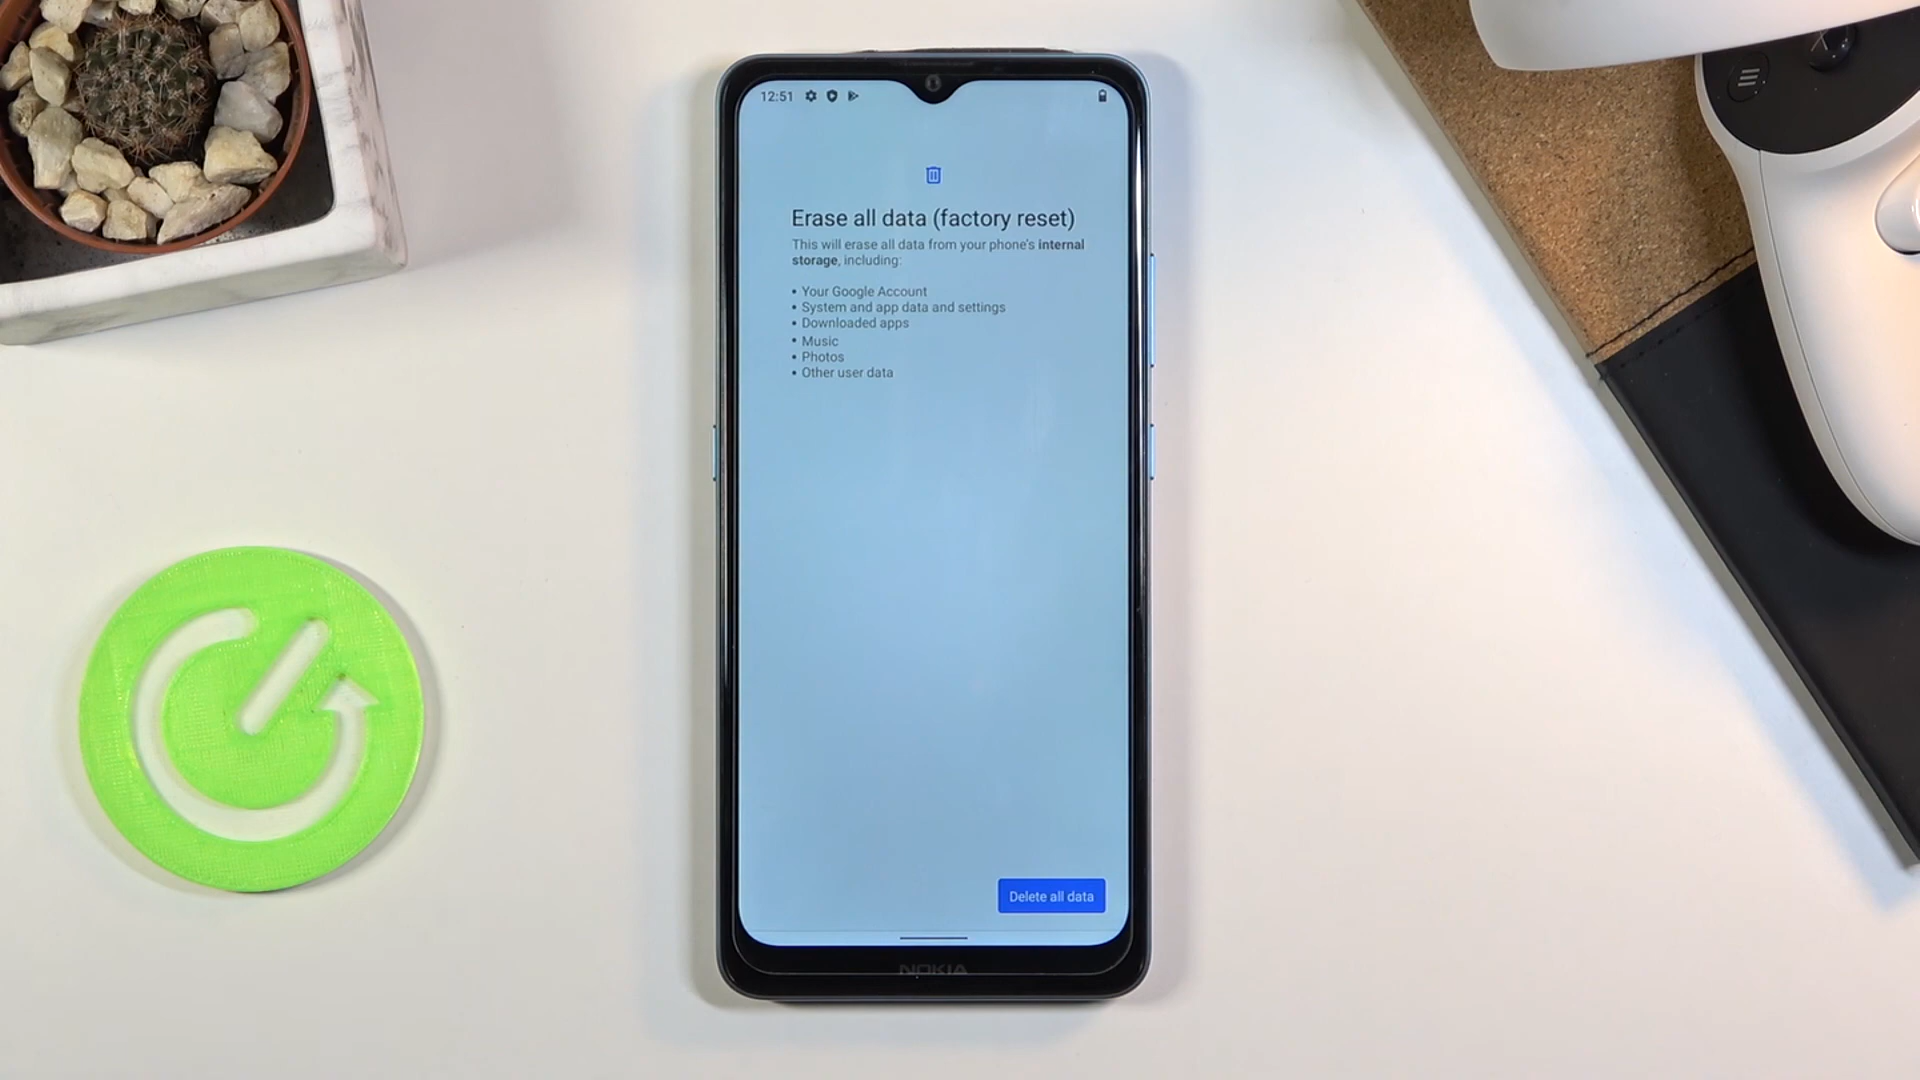 12:51
Erase all data (factory reset)
This will erase all data from your phone's internal
storage, including:
• Your Google Account
• System and app data and settings
• Downloaded apps
• Music
• Photos
• Other user data
Delete all data
NOKIA